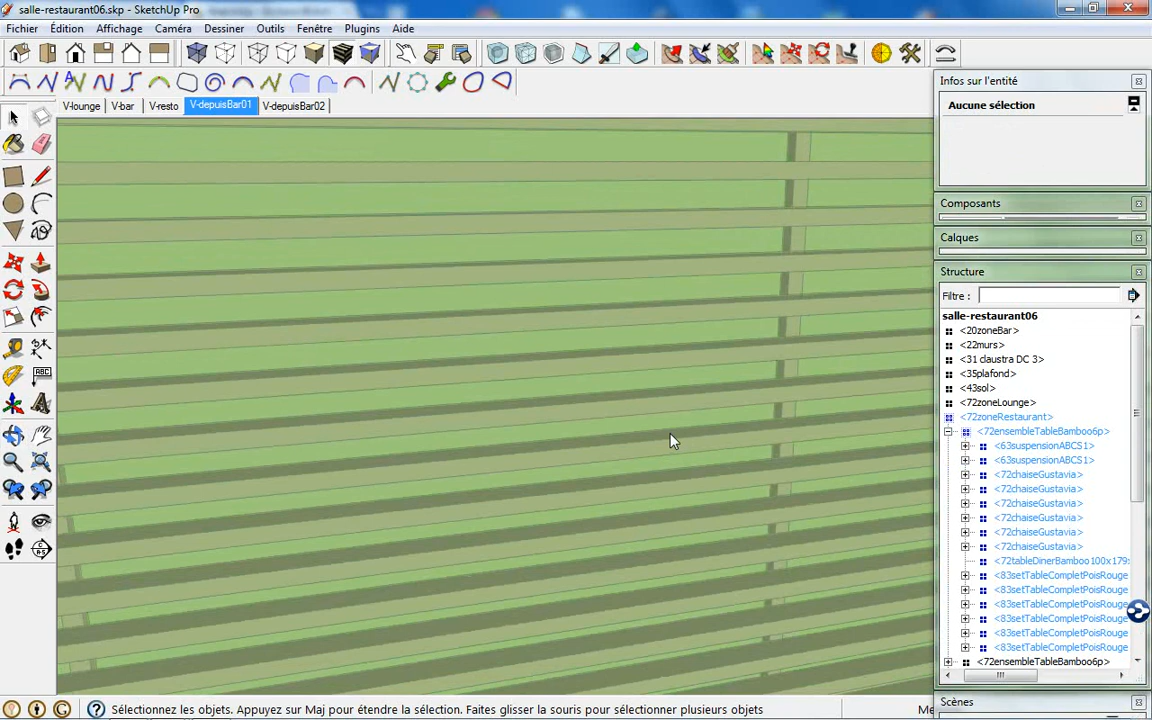 salle-restaurant06.skp - SketchUp Pro
Fichier Édition Affichage Caméra Dessiner Outils Fenêtre Plugins Aide
V-lounge V-bar V-resto V-depuisBar01 V-depuisBar02
Infos sur l'entité
Aucune sélection
Composants
Calques
Structure
Filtre :
salle-restaurant06
<20zoneBar>
<22murs>
<31 claustra DC 3>
<35plafond>
<43sol>
<72zoneLounge>
<72zoneRestaurant>
<72ensembleTableBamboo6p>
<63suspensionABCS1>
<63suspensionABCS1>
<72chaiseGustavia>
<72chaiseGustavia>
<72chaiseGustavia>
<72chaiseGustavia>
<72chaiseGustavia>
<72chaiseGustavia>
<72tableDinerBamboo100x179
<83setTableCompletPoisRouge
<83setTableCompletPoisRouge
<83setTableCompletPoisRouge
<83setTableCompletPoisRouge
<83setTableCompletPoisRouge
<83setTableCompletPoisRouge
<72ensembleTableBamboo6p>
Scènes
Sélectionnez les objets. Appuyez sur Maj pour étendre la sélection. Faites glisser la souris pour sélectionner plusieurs objets
Me